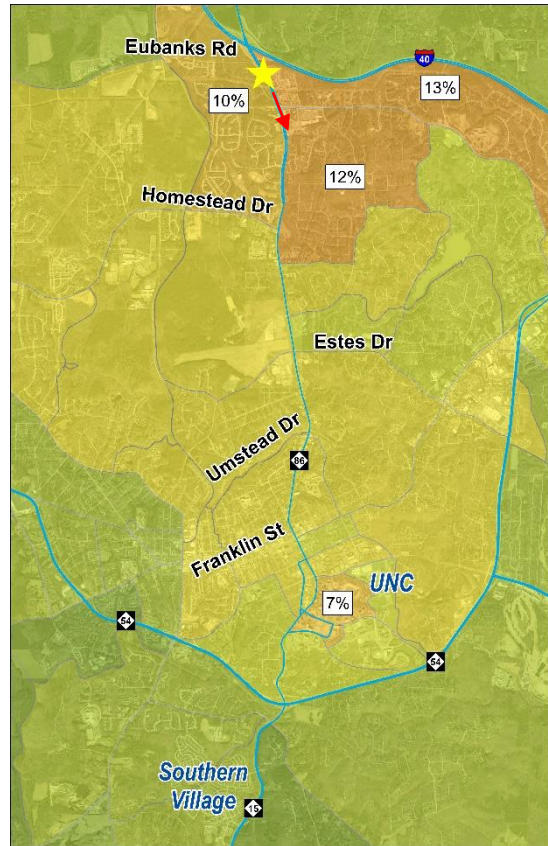 Eubanks Rd
40
13%
10%
12%
Homestead Dr
Estes Dr
Umstead Dr
86
Franklin St
UNC
7%
54
54
Southern
Village
15